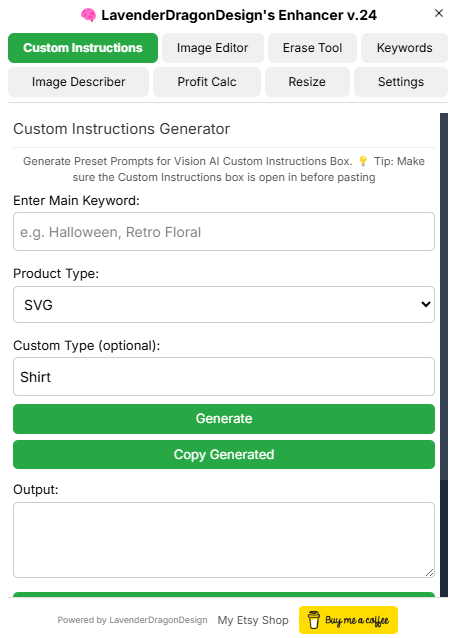 🧠 LavenderDragonDesign's Enhancer v.24 ×
Custom Instructions Image Editor Erase Tool Keywords
Image Describer Profit Calc Resize Settings
Custom Instructions Generator
Generate Preset Prompts for Vision AI Custom Instructions Box. 💡 Tip: Make
sure the Custom Instructions box is open in before pasting
Enter Main Keyword:
e.g. Halloween, Retro Floral
Product Type:
SVG
Custom Type (optional):
Shirt
Generate
Copy Generated
Output:
Powered by LavenderDragonDesign My Etsy Shop Buy me a coffee